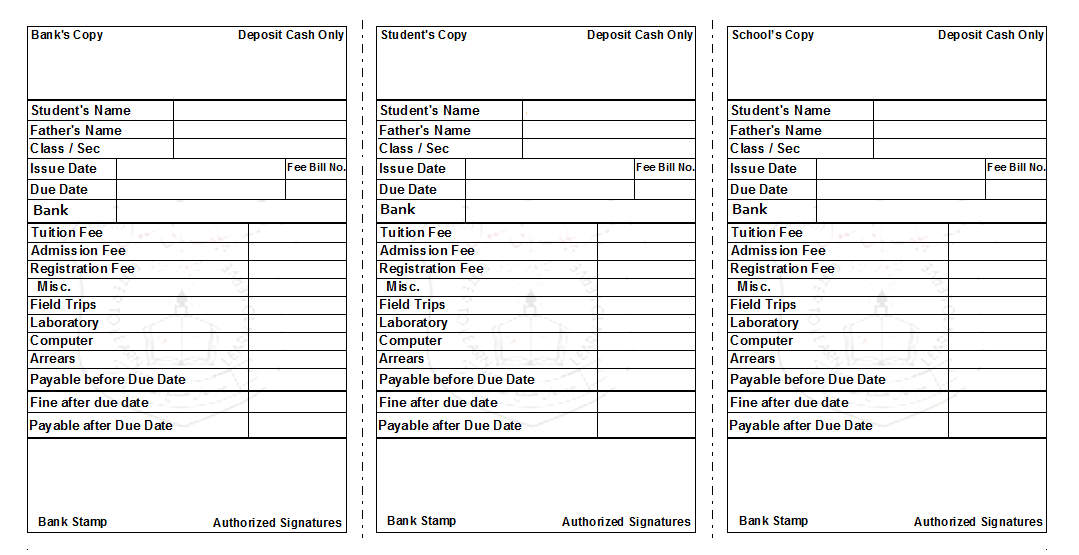 Bank's Copy Deposit Cash Only
Student's Name
Father's Name
Class / Sec
Issue Date Fee Bill No.
Due Date
Bank
Tuition Fee
Admission Fee
Registration Fee
Misc.
Field Trips
Laboratory
Computer
Arrears
Payable before Due Date
Fine after due date
Payable after Due Date
Bank Stamp Authorized Signatures
Student's Copy Deposit Cash Only
Student's Name
Father's Name
Class / Sec
Issue Date Fee Bill No.
Due Date
Bank
Tuition Fee
Admission Fee
Registration Fee
Misc.
Field Trips
Laboratory
Computer
Arrears
Payable before Due Date
Fine after due date
Payable after Due Date
Bank Stamp Authorized Signatures
School's Copy Deposit Cash Only
Student's Name
Father's Name
Class / Sec
Issue Date Fee Bill No.
Due Date
Bank
Tuition Fee
Admission Fee
Registration Fee
Misc.
Field Trips
Laboratory
Computer
Arrears
Payable before Due Date
Fine after due date
Payable after Due Date
Bank Stamp Authorized Signatures